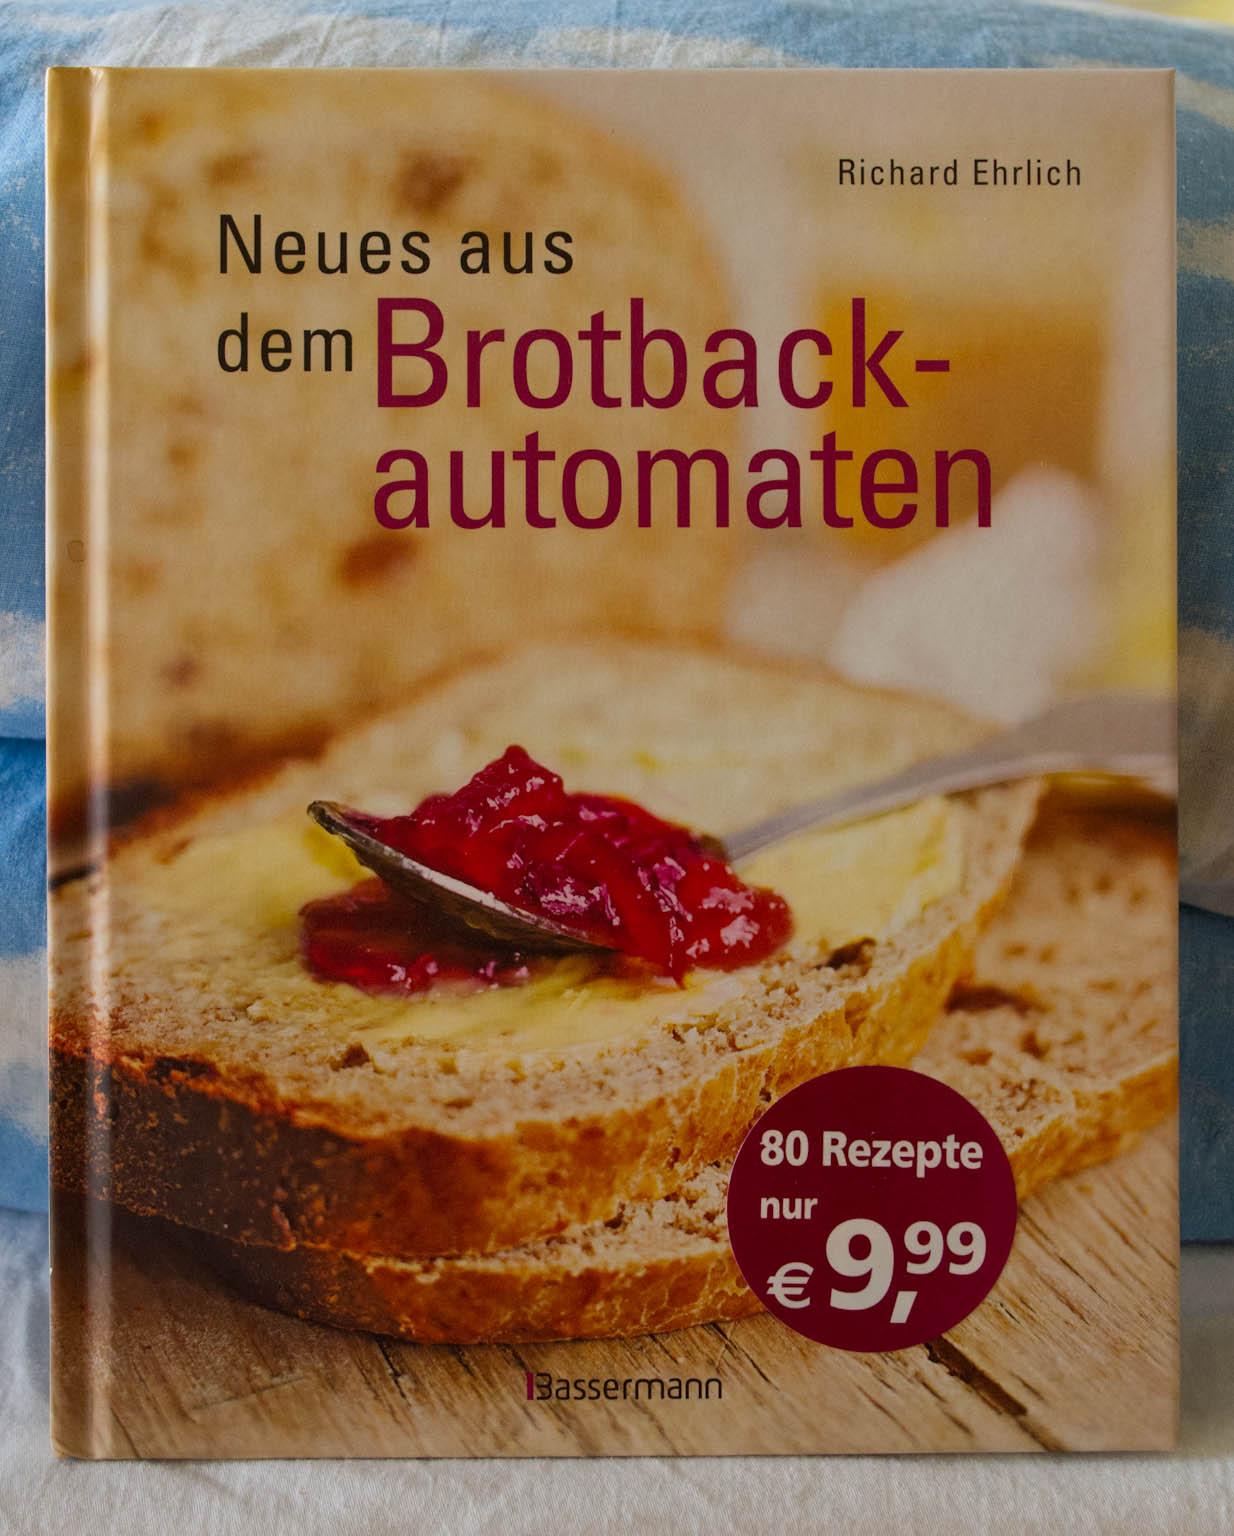 Richard Ehrlich
Neues aus
dem Brotback-
automaten
80 Rezepte
nur
€ 9,99
Bassermann